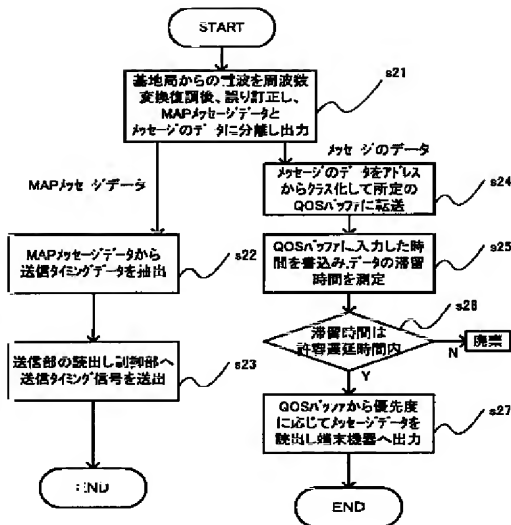 START
基地局からの電波を周波数
変換復調後、誤り訂正し、
MAPメッセージデータと
メッセージのデータに分離し出力
s21
MAPメッセージデータ
メッセージのデータ
メッセージのデータをアドレス
からクラス化して所定の
QOSバッファに転送
s24
MAPメッセージデータから
送信タイミングデータを抽出
s22
QOSバッファに入力した時
間を書込み、データの滞留
時間を測定
s25
送信部の読出し制御部へ
送信タイミング信号を送出
s23
滞留時間は
許容遅延時間内
s26
N
廃棄
Y
QOSバッファから優先度
に応じてメッセージデータを
読出し端末機器へ出力
s27
END
END